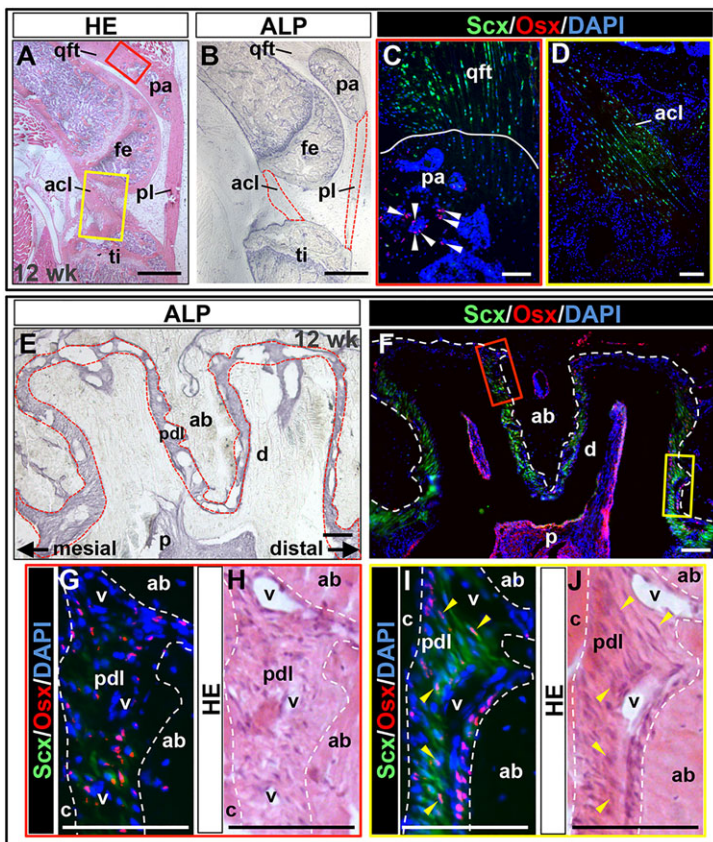 HE
ALP
Scx/Osx/DAPI
A
qft
pa
fe
acl
pl
ti
12 wk
B
qft
pa
fe
acl
pl
ti
C
qft
pa
D
acl
ALP
Scx/Osx/DAPI
E
12 wk
ab
pdl
d
p
mesial
distal
F
ab
d
p
Scx/Osx/DAPI
G
v
ab
pdl
v
ab
v
c
HE
H
v
ab
pdl
v
ab
v
c
Scx/Osx/DAPI
I
v
ab
c
pdl
v
ab
HE
J
v
ab
c
pdl
v
ab